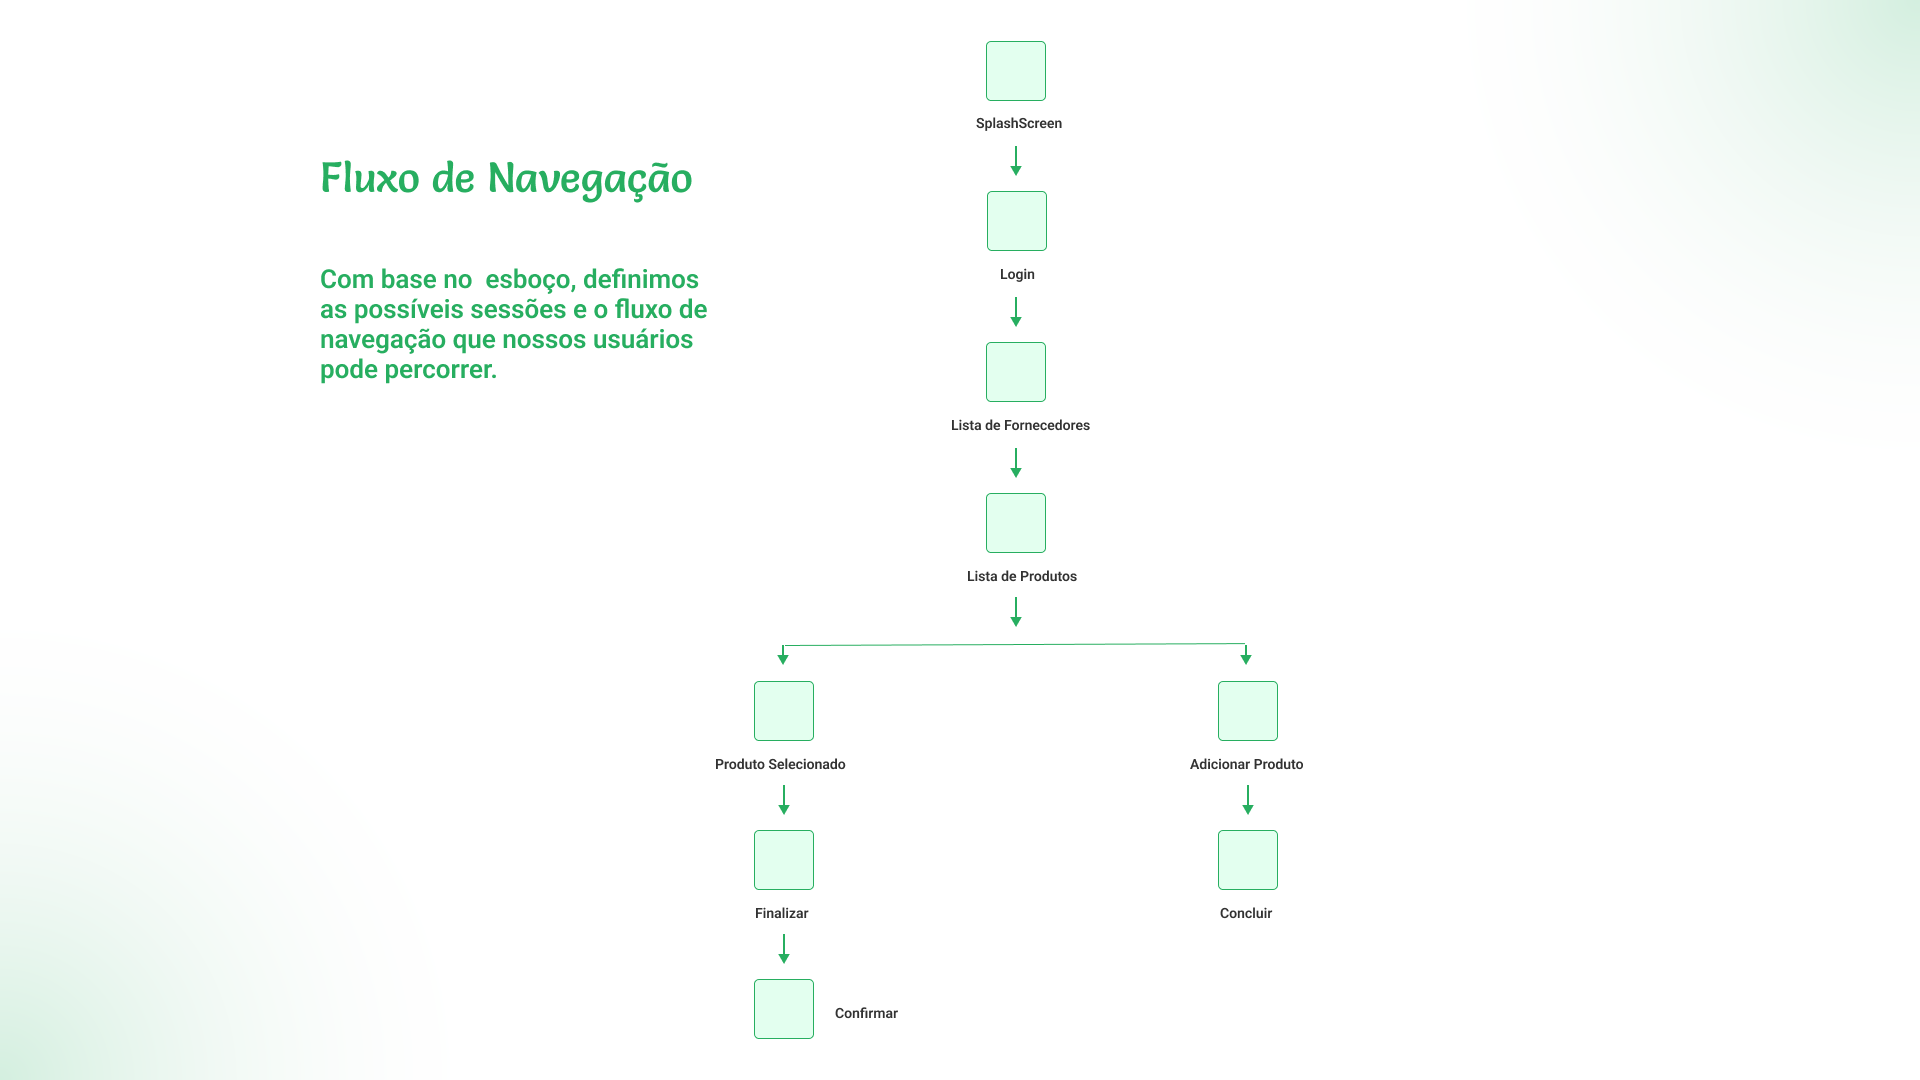 Fluxo de Navegação
Com base no  esboço, definimos
as possíveis sessões e o fluxo de
navegação que nossos usuários
pode percorrer.
SplashScreen
Login
Lista de Fornecedores
Lista de Produtos
Produto Selecionado
Adicionar Produto
Finalizar
Concluir
Confirmar